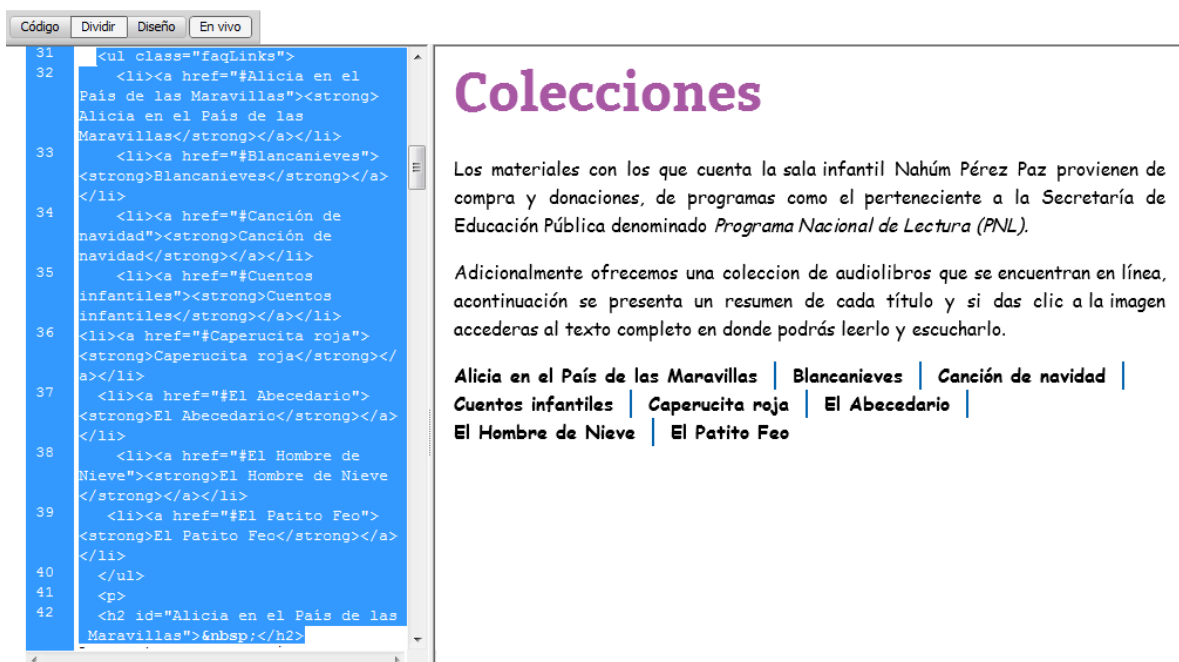 Código Dividir Diseño En vivo
31 <ul class="faqLinks">
32 <li><a href="#Alicia en el
País de las Maravillas"><strong>
Alicia en el País de las
Maravillas</strong></a></li>
33 <li><a href="#Blancanieves">
<strong>Blancanieves</strong></a>
</li>
34 <li><a href="#Canción de
navidad"><strong>Canción de
navidad</strong></a></li>
35 <li><a href="#Cuentos
infantiles"><strong>Cuentos
infantiles</strong></a></li>
36 <li><a href="#Caperucita roja">
<strong>Caperucita roja</strong></
a></li>
37 <li><a href="#El Abecedario">
<strong>El Abecedario</strong></a>
</li>
38 <li><a href="#El Hombre de
Nieve"><strong>El Hombre de Nieve
</strong></a></li>
39 <li><a href="#El Patito Feo">
<strong>El Patito Feo</strong></a>
</li>
40 </ul>
41 <p>
42 <h2 id="Alicia en el País de las
Maravillas">&nbsp;</h2>
Colecciones
Los materiales con los que cuenta la sala infantil Nahúm Pérez Paz provienen de
compra y donaciones, de programas como el perteneciente a la Secretaría de
Educación Pública denominado Programa Nacional de Lectura (PNL).
Adicionalmente ofrecemos una coleccion de audiolibros que se encuentran en línea,
acontinuación se presenta un resumen de cada título y si das clic a la imagen
accederas al texto completo en donde podrás leerlo y escucharlo.
Alicia en el País de las Maravillas Blancanieves Canción de navidad
Cuentos infantiles Caperucita roja El Abecedario
El Hombre de Nieve El Patito Feo